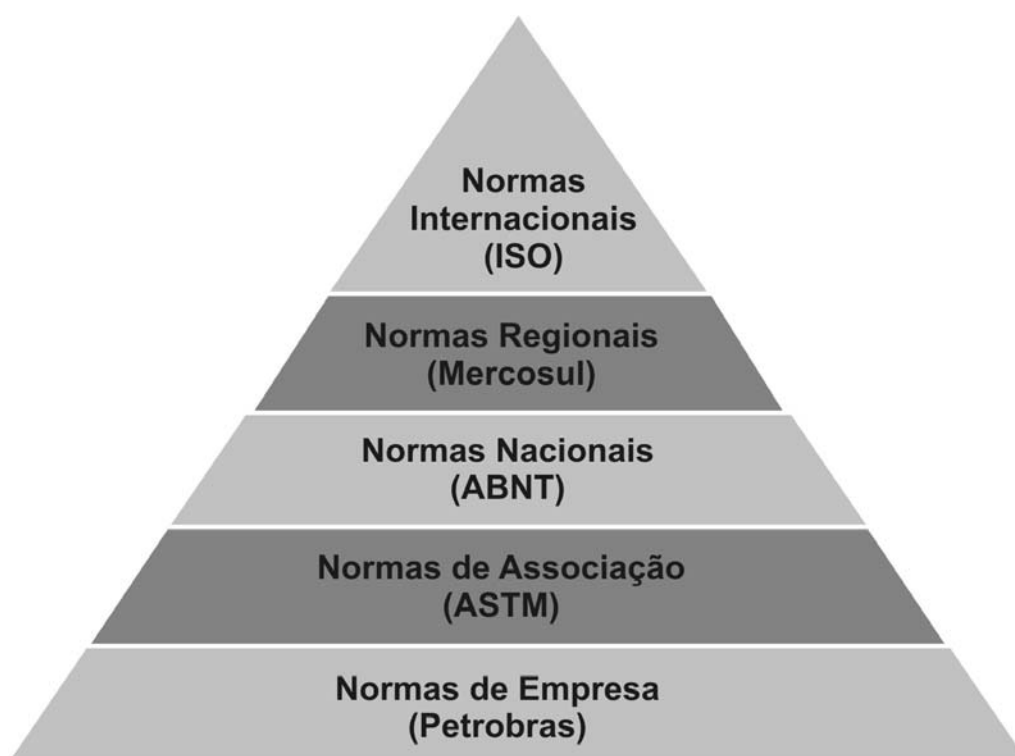 Normas
Internacionais
(ISO)
Normas Regionais
(Mercosul)
Normas Nacionais
(ABNT)
Normas de Associação
(ASTM)
Normas de Empresa
(Petrobras)